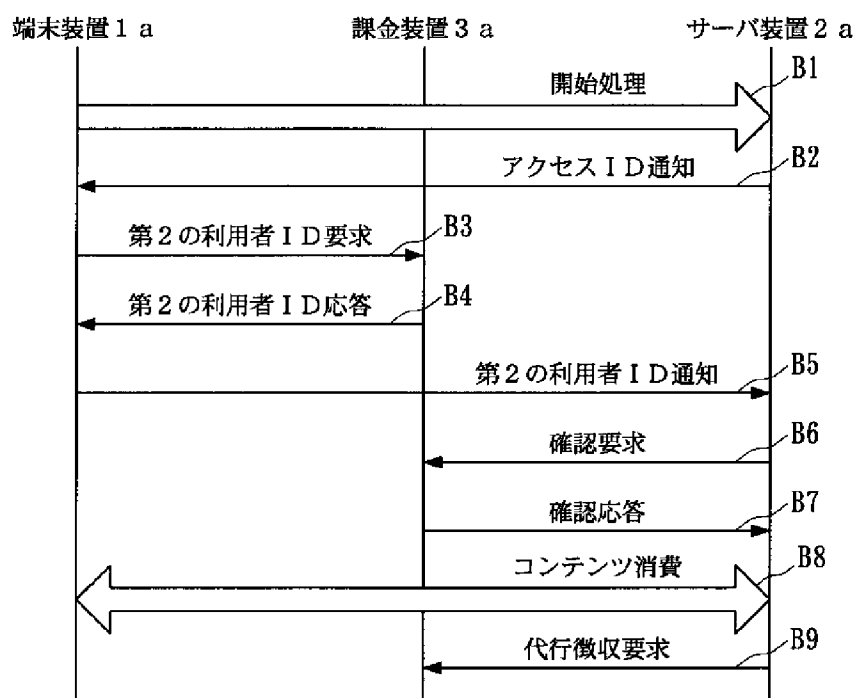 端末装置1a 課金装置3a サーバ装置2a
開始処理 B1
アクセスID通知 B2
第2の利用者ID要求 B3
第2の利用者ID応答 B4
第2の利用者ID通知 B5
確認要求 B6
確認応答 B7
コンテンツ消費 B8
代行徴収要求 B9